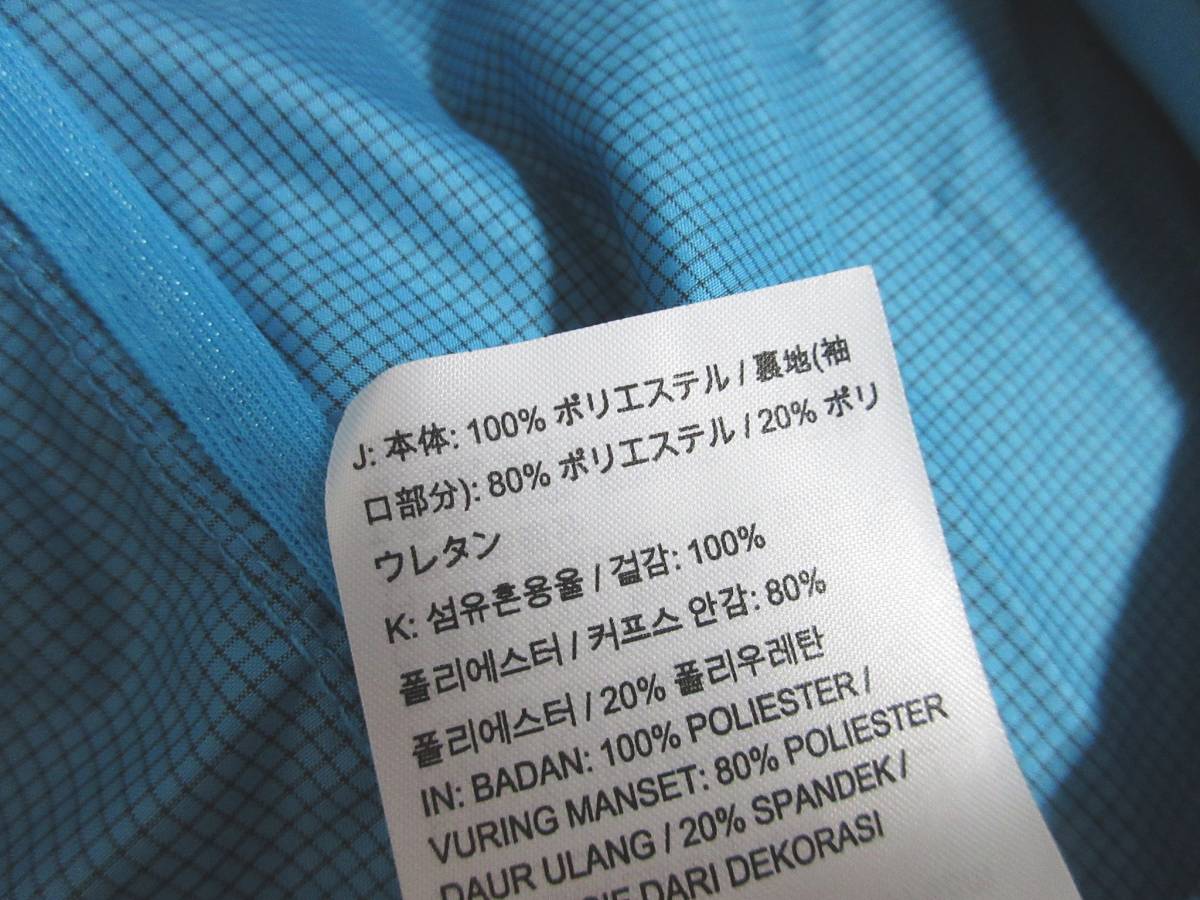 J: 本体: 100% ポリエステル / 裏地(袖
口部分): 80% ポリエステル / 20% ポリ
ウレタン
K: 섬유혼용율 / 겉감: 100%
폴리에스터 / 커프스 안감: 80%
폴리에스터 / 20% 폴리우레탄
IN: BADAN: 100% POLIESTER /
VURING MANSET: 80% POLIESTER
DAUR ULANG / 20% SPANDEK /
DARI DEKORASI